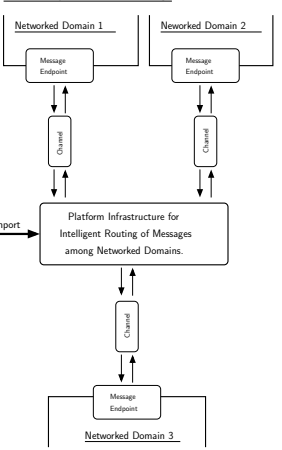 Networked Domain 1
Neworked Domain 2
Message
Endpoint
Message
Endpoint
Channel
Channel
Platform Infrastructure for
Intelligent Routing of Messages
among Networked Domains.
Channel
Message
Endpoint
Networked Domain 3